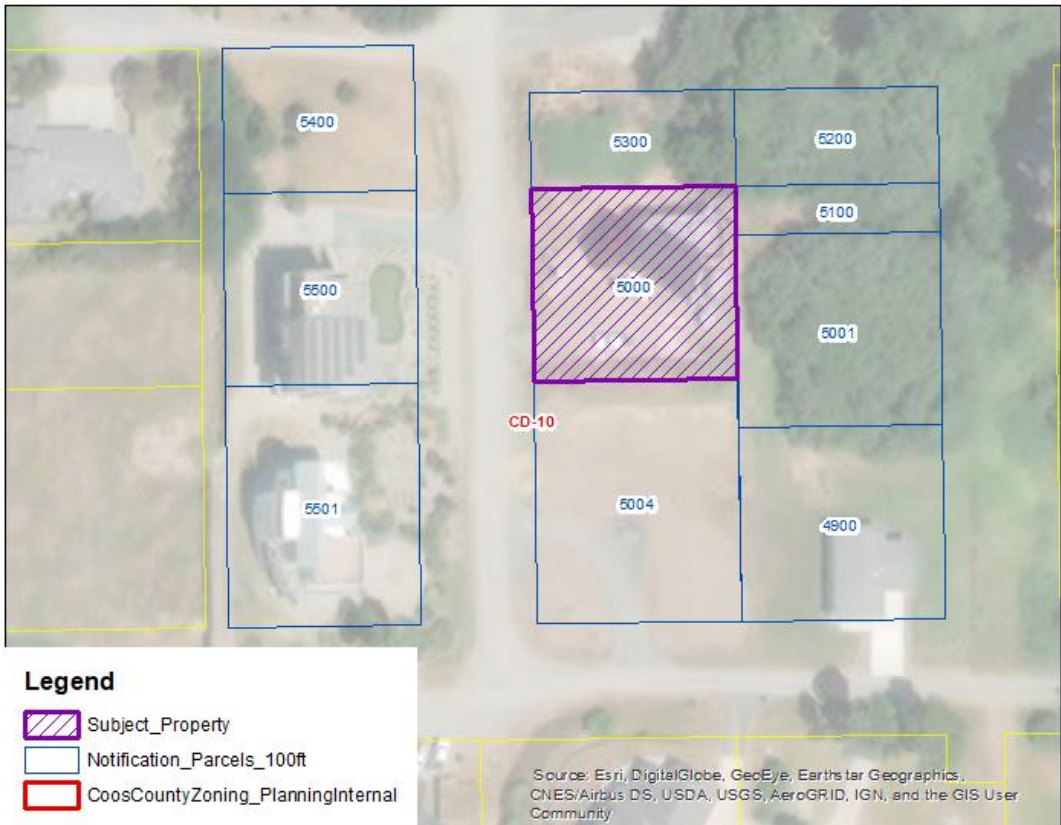 5400
5300
5200
5100
5500
5000
5001
CD-10
5501
5004
4900
Legend
Subject_Property
Notification_Parcels_100ft
CoosCountyZoning_PlanningInternal
Source: Esri, DigitalGlobe, GeoEye, Earthstar Geographics,
CNES/Airbus DS, USDA, USGS, AeroGRID, IGN, and the GIS User
Community